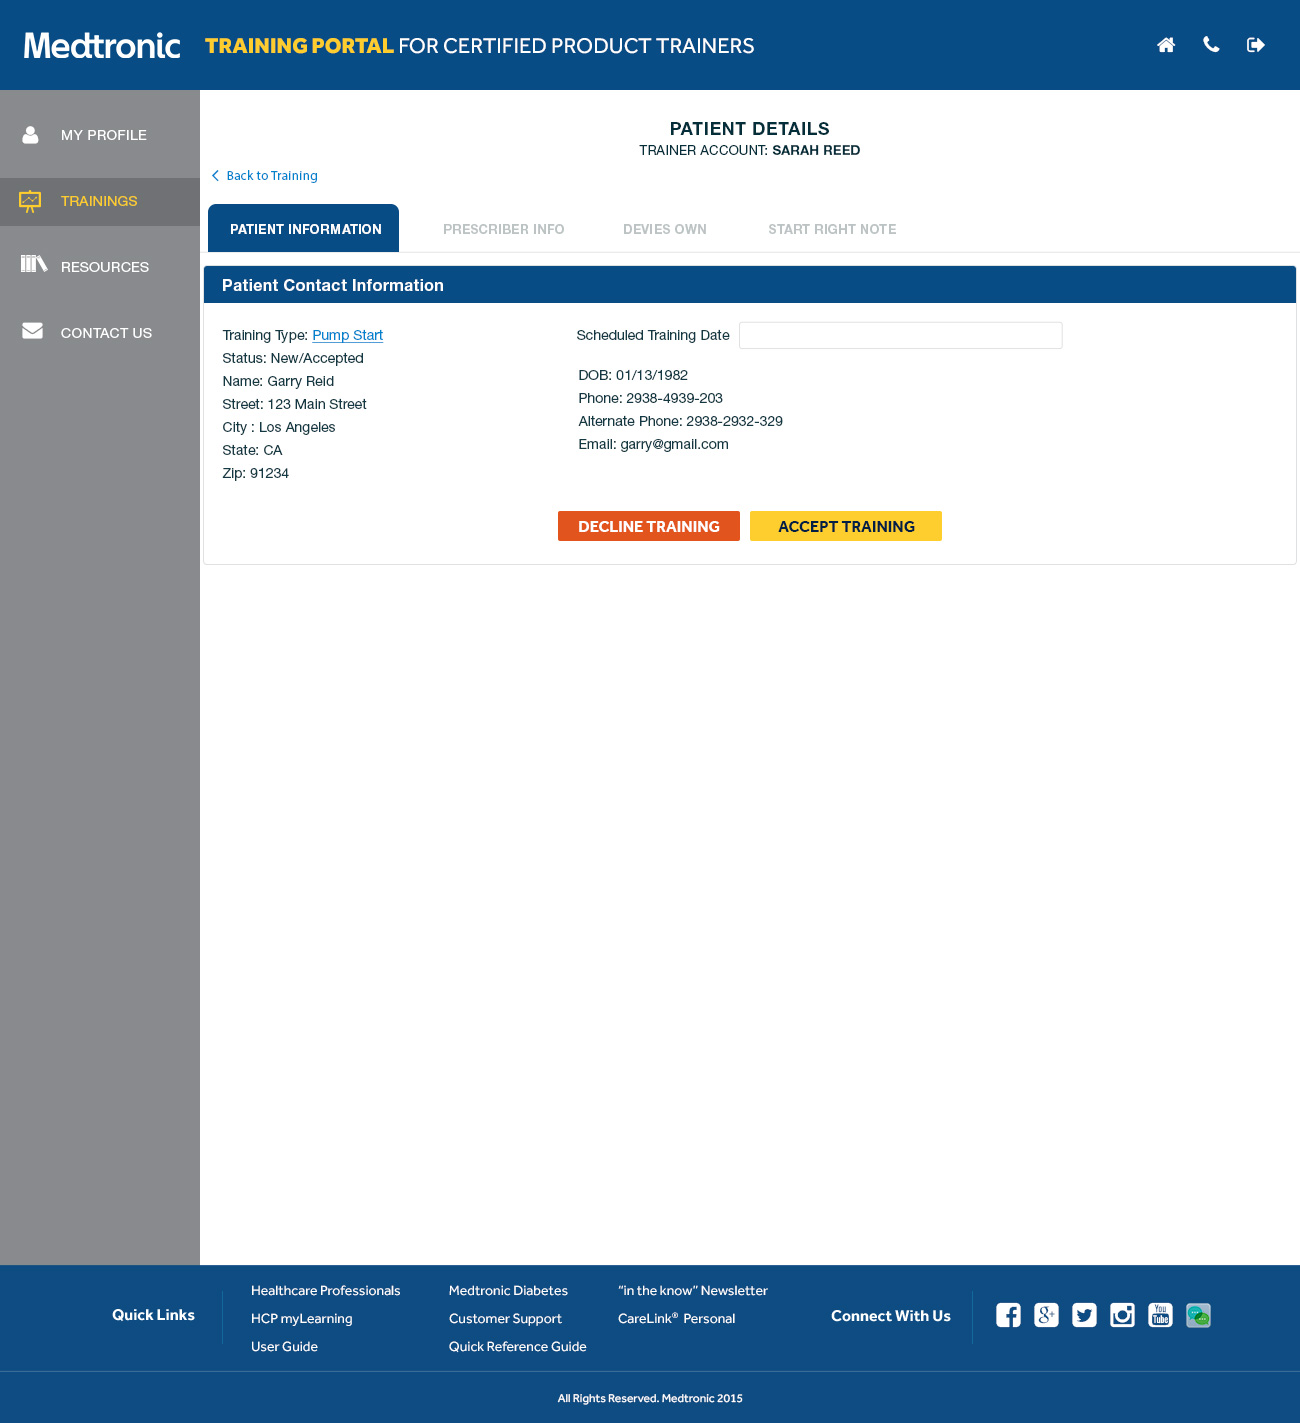 Medtronic
TRAINING PORTAL FOR CERTIFIED PRODUCT TRAINERS
MY PROFILE
TRAININGS
RESOURCES
CONTACT US
PATIENT DETAILS
TRAINER ACCOUNT: SARAH REED
Back to Training
PATIENT INFORMATION
PRESCRIBER INFO
DEVIES OWN
START RIGHT NOTE
Patient Contact Information
Training Type: Pump Start
Status: New/Accepted
Name: Garry Reid
Street: 123 Main Street
City : Los Angeles
State: CA
Zip: 91234
Scheduled Training Date
DOB: 01/13/1982
Phone: 2938-4939-203
Alternate Phone: 2938-2932-329
Email: garry@gmail.com
DECLINE TRAINING
ACCEPT TRAINING
Quick Links
Healthcare Professionals
HCP myLearning
User Guide
Medtronic Diabetes
Customer Support
Quick Reference Guide
“in the know” Newsletter
CareLink® Personal
Connect With Us
g+
You
Tube
All Rights Reserved. Medtronic 2015